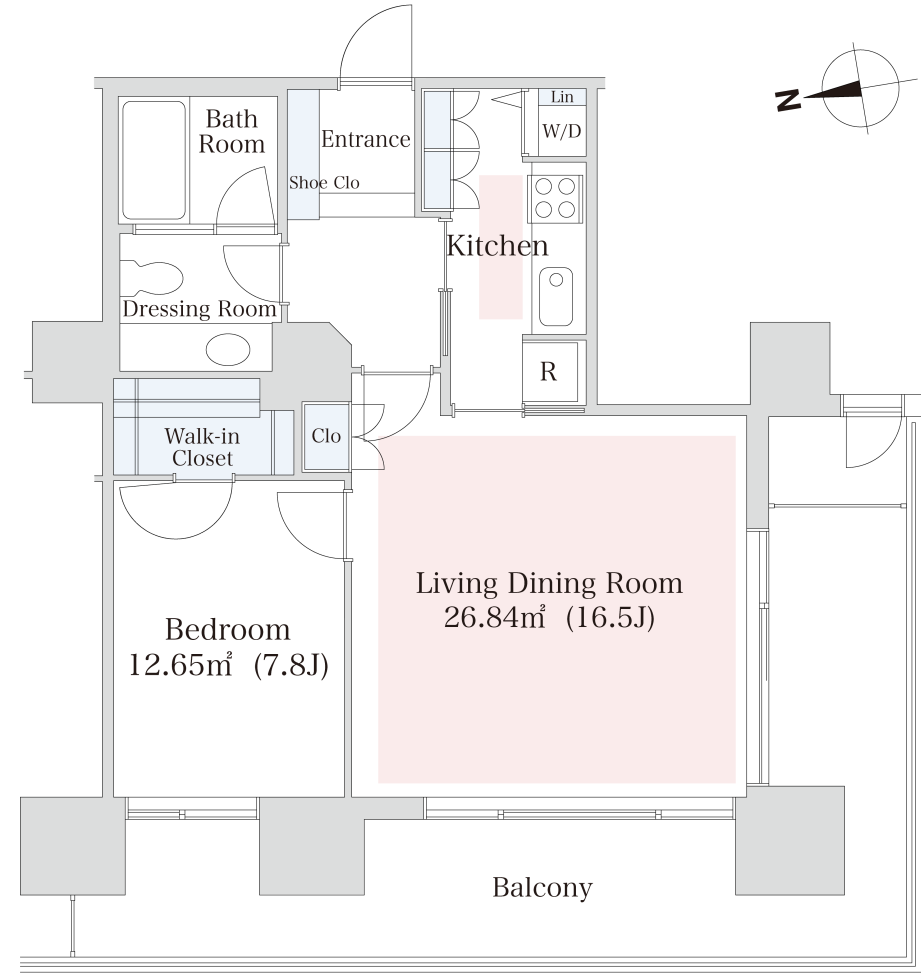 Bath
Room
Entrance
Lin
W/D
N
Shoe Clo
Kitchen
Dressing Room
R
Walk-in
Closet
Clo
Living Dining Room
26.84㎡ (16.5J)
Bedroom
12.65㎡ (7.8J)
Balcony